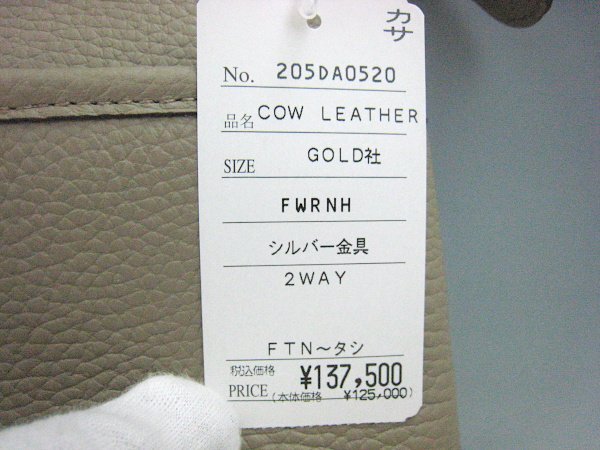 カサ
No. 205DA0520
品名 COW LEATHER
SIZE GOLD社
FWRNH
シルバー金具
2WAY
FTN〜タシ
税込価格 ¥137,500
PRICE (本体価格 ¥125,000)